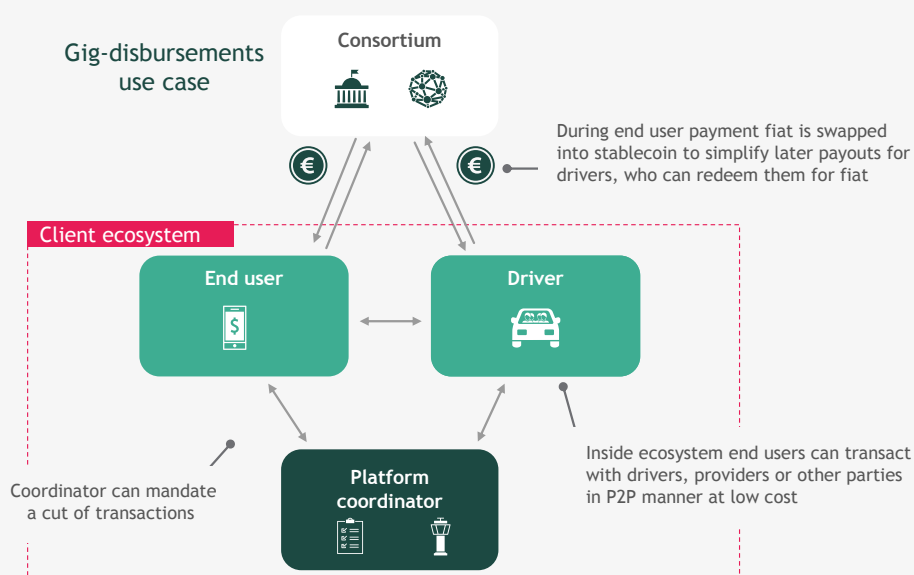 Gig-disbursements
use case
Consortium
€
€
During end user payment fiat is swapped
into stablecoin to simplify later payouts for
drivers, who can redeem them for fiat
Client ecosystem
End user
$
Driver
Platform
coordinator
Coordinator can mandate
a cut of transactions
Inside ecosystem end users can transact
with drivers, providers or other parties
in P2P manner at low cost